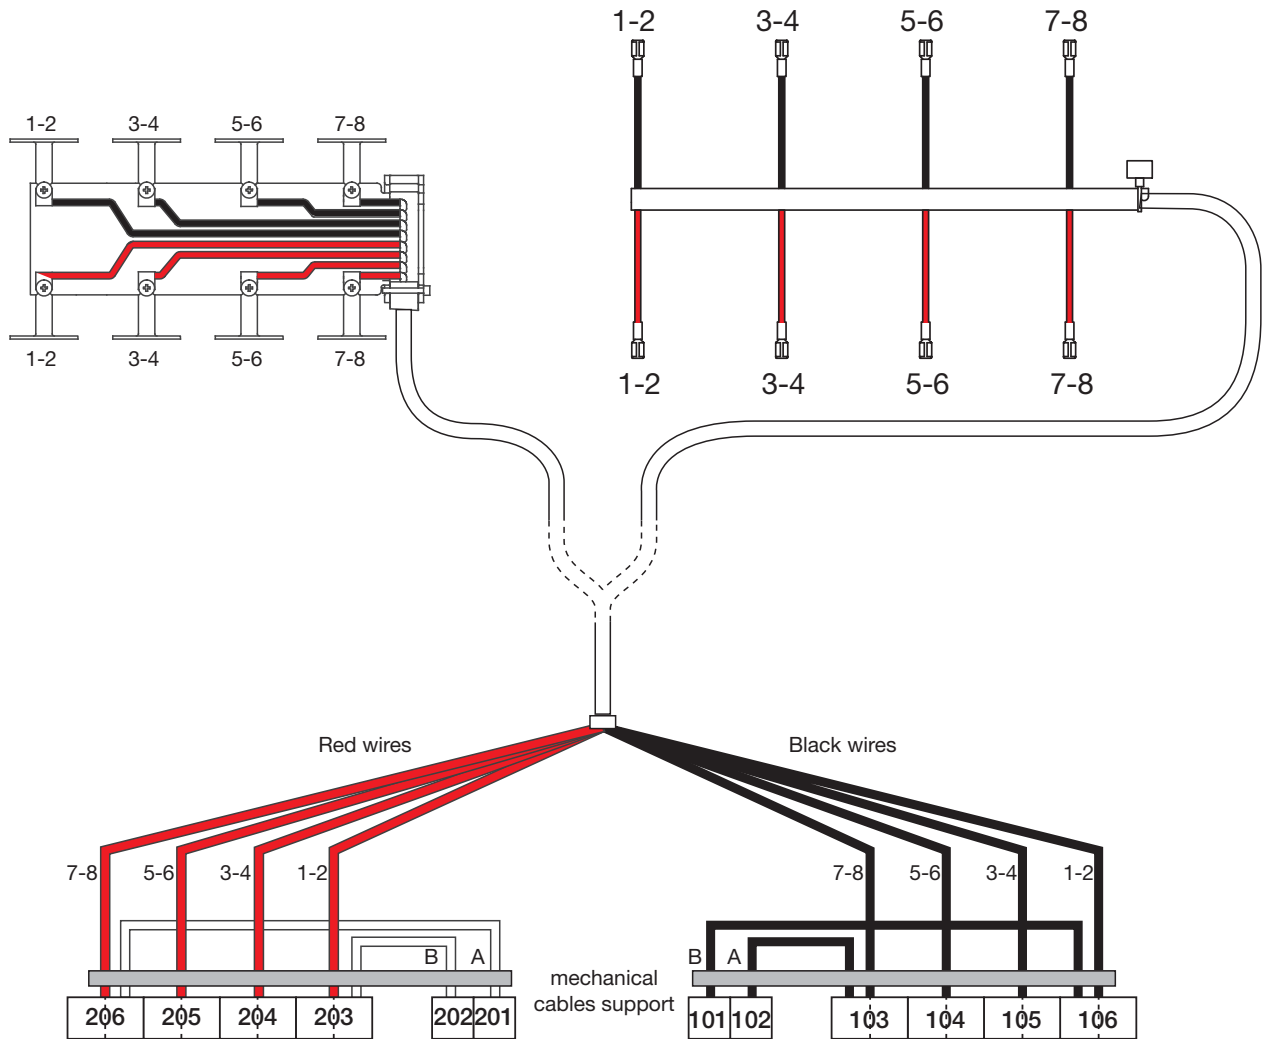 1-2 3-4 5-6 7-8
1-2 3-4 5-6 7-8
1-2 3-4 5-6 7-8
1-2 3-4 5-6 7-8
Red wires
Black wires
7-8 5-6 3-4 1-2
7-8 5-6 3-4 1-2
B A
B A
mechanical
cables support
206 205 204 203 202 201
101 102 103 104 105 106